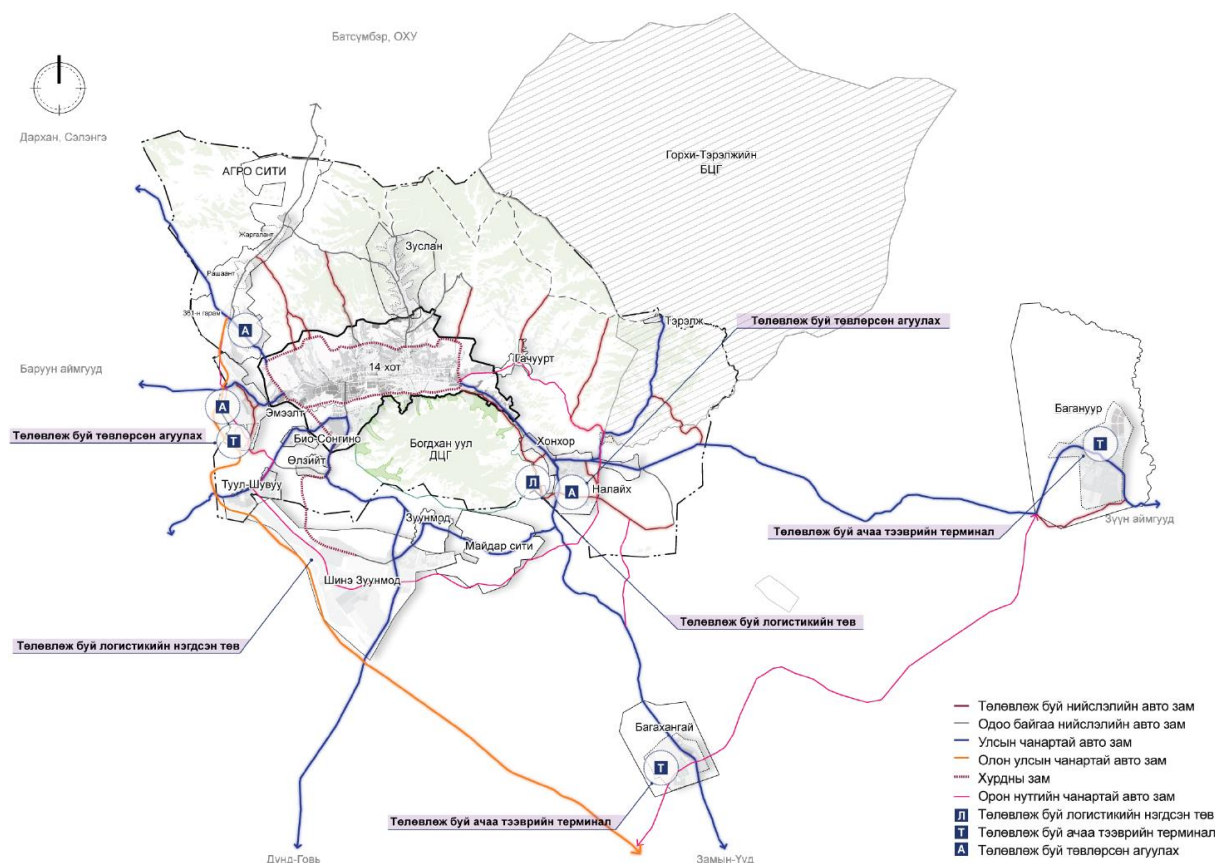 Батсүмбэр, ОХУ
Дархан, Сэлэнгэ
Горхи-Тэрэлжийн
БЦГ
АГРО СИТИ
Жаргалант
Зуслан
Рашаант
361-н гарам
Тэрэлж
Төлөвлөж буй төвлөрсөн агуулах
А
Гачуурт
Баруун аймгууд
14 хот
А
Эмээлт
Багануур
Төлөвлөж буй төвлөрсөн агуулах
Т
Био-Сонгино
Богдхан уул
ДЦГ
Хонхор
Т
Өлзийт
Туул-Шувуу
Л
А
Налайх
Зуунмод
Зүүн аймгууд
Төлөвлөж буй ачаа тээврийн терминал
Майдар сити
Шинэ Зуунмод
Төлөвлөж буй логистикийн төв
Төлөвлөж буй логистикийн нэгдсэн төв
Багахангай
Т
Төлөвлөж буй ачаа тээврийн терминал
Дунд-Говь
Замын-Үүд
Төлөвлөж буй нийслэлийн авто зам
Одоо байгаа нийслэлийн авто зам
Улсын чанартай авто зам
Олон улсын чанартай авто зам
Хурдны зам
Орон нутгийн чанартай авто зам
Л Төлөвлөж буй логистикийн нэгдсэн төв
Т Төлөвлөж буй ачаа тээврийн терминал
А Төлөвлөж буй төвлөрсөн агуулах